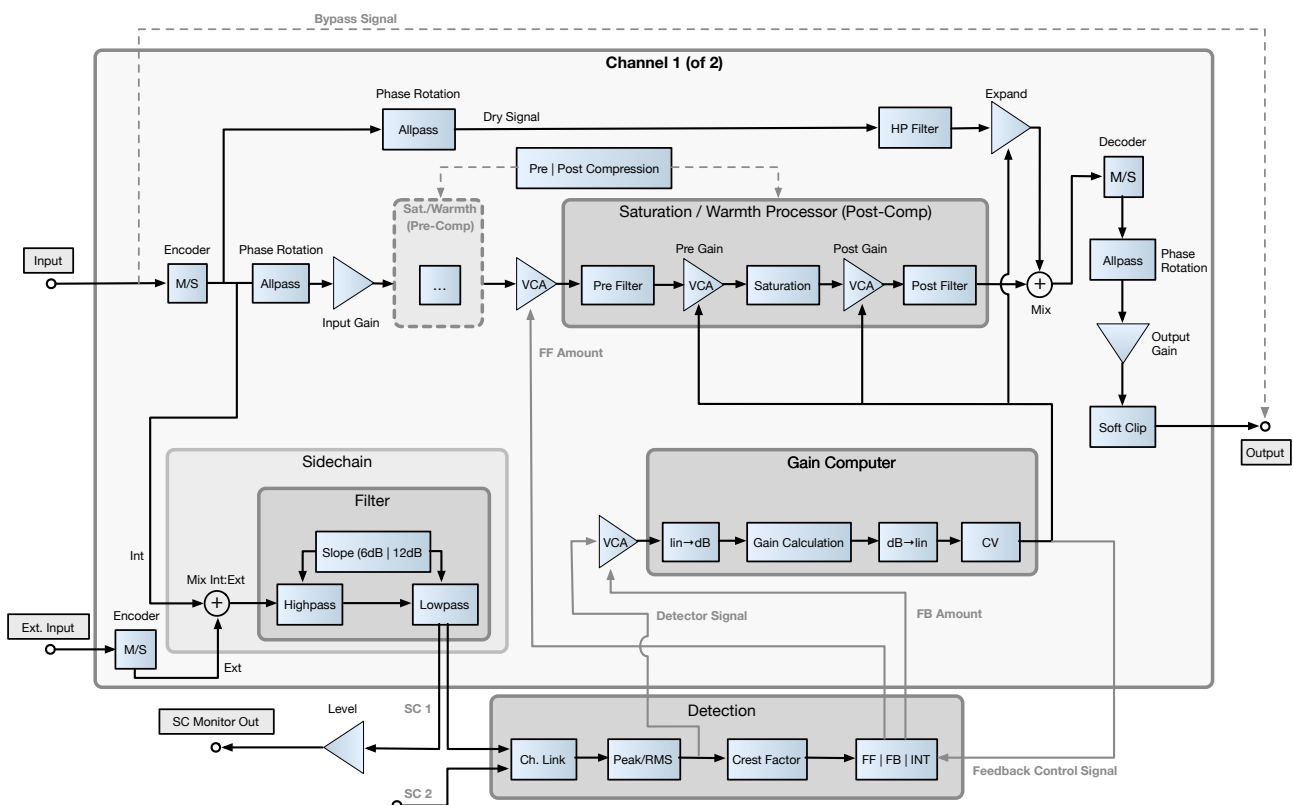 Bypass Signal
Channel 1 (of 2)
Phase Rotation
Expand
Allpass
Dry Signal
HP Filter
Decoder
M/S
Pre | Post Compression
Sat./Warmth
(Pre-Comp)
Saturation / Warmth Processor (Post-Comp)
Input
Encoder
Phase Rotation
Pre Gain
Post Gain
Allpass
Phase
Rotation
M/S
Allpass
...
VCA
Pre Filter
VCA
Saturation
VCA
Post Filter
Input Gain
Mix
Output
Gain
FF Amount
Soft Clip
Output
Sidechain
Gain Computer
Filter
Int
Slope (6dB | 12dB
VCA
lin→dB
Gain Calculation
dB→lin
CV
Mix Int:Ext
Highpass
Lowpass
Ext. Input
Encoder
Detector Signal
FB Amount
M/S
Ext
SC Monitor Out
Level
SC 1
Detection
Ch. Link
Peak/RMS
Crest Factor
FF | FB | INT
Feedback Control Signal
SC 2